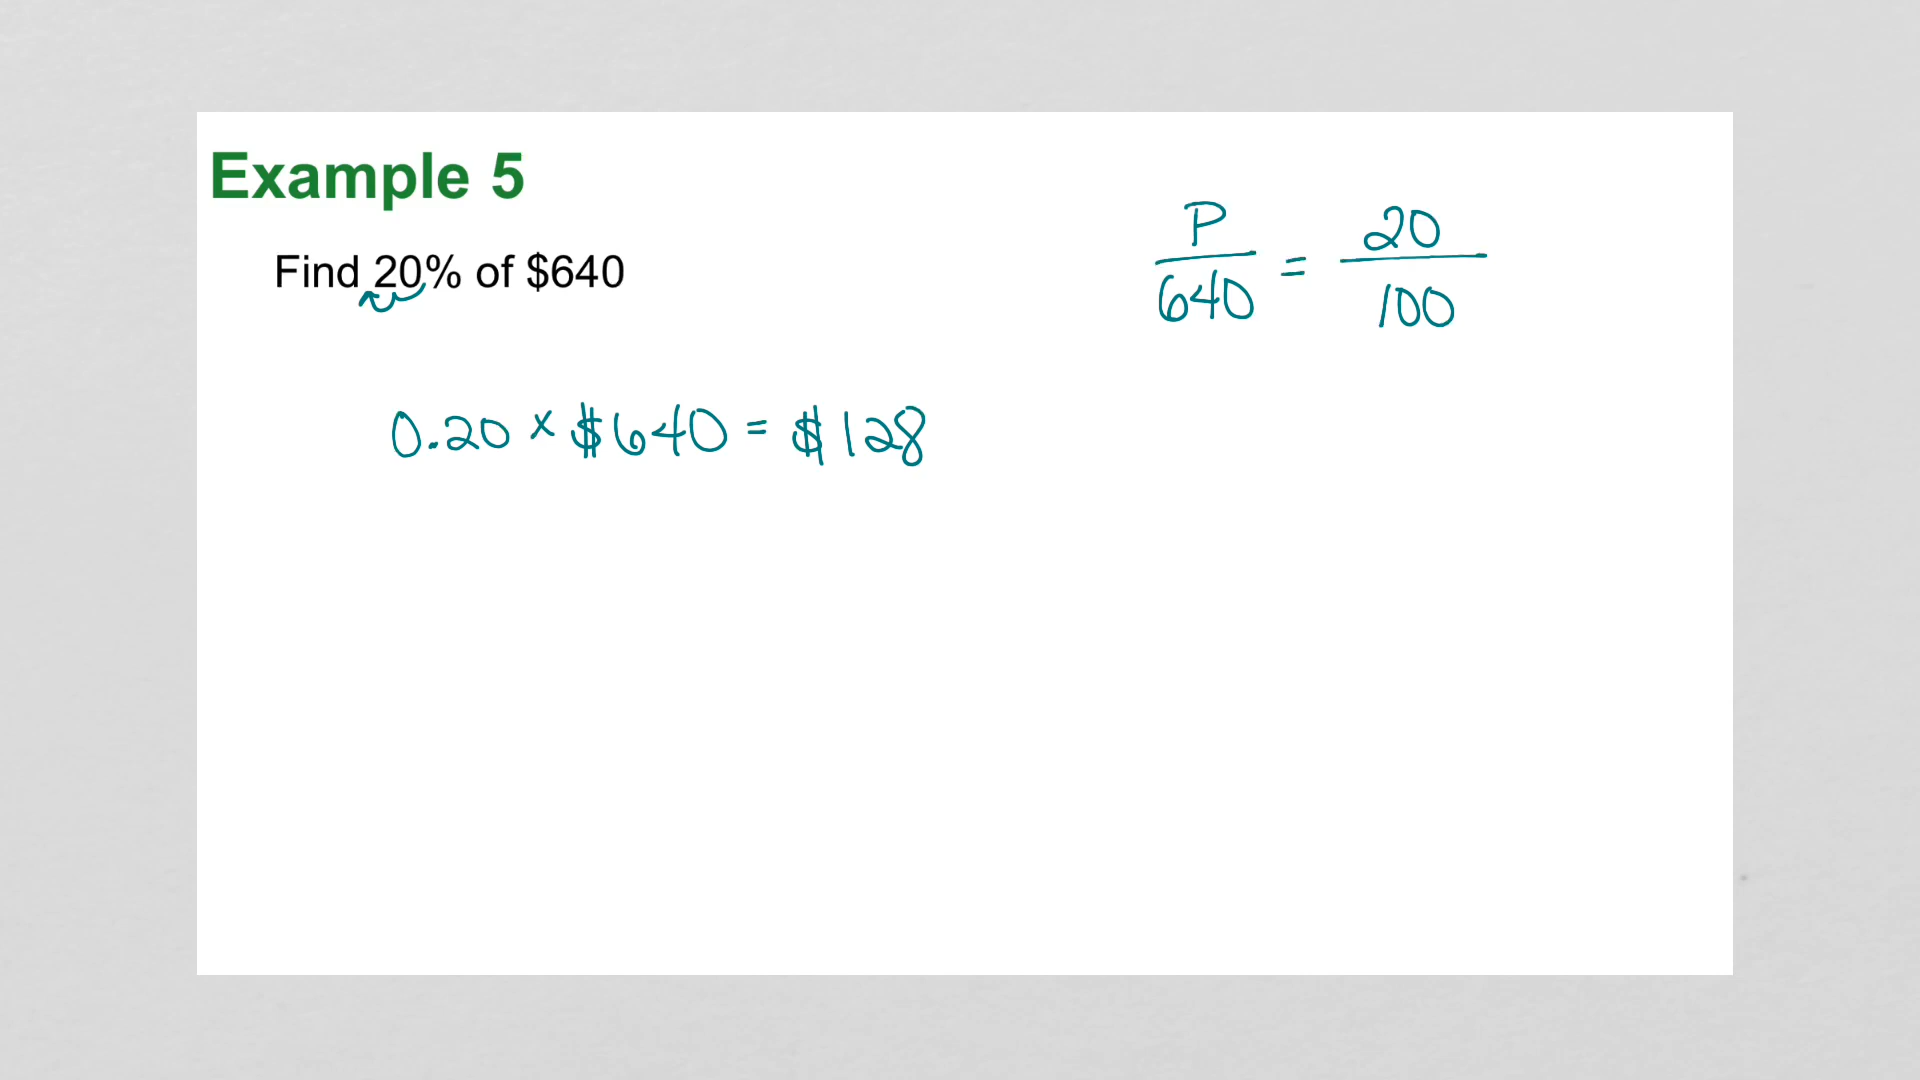 Example 5
Find 20% of $640
P/640 = 20/100
0.20 × $640 = $128